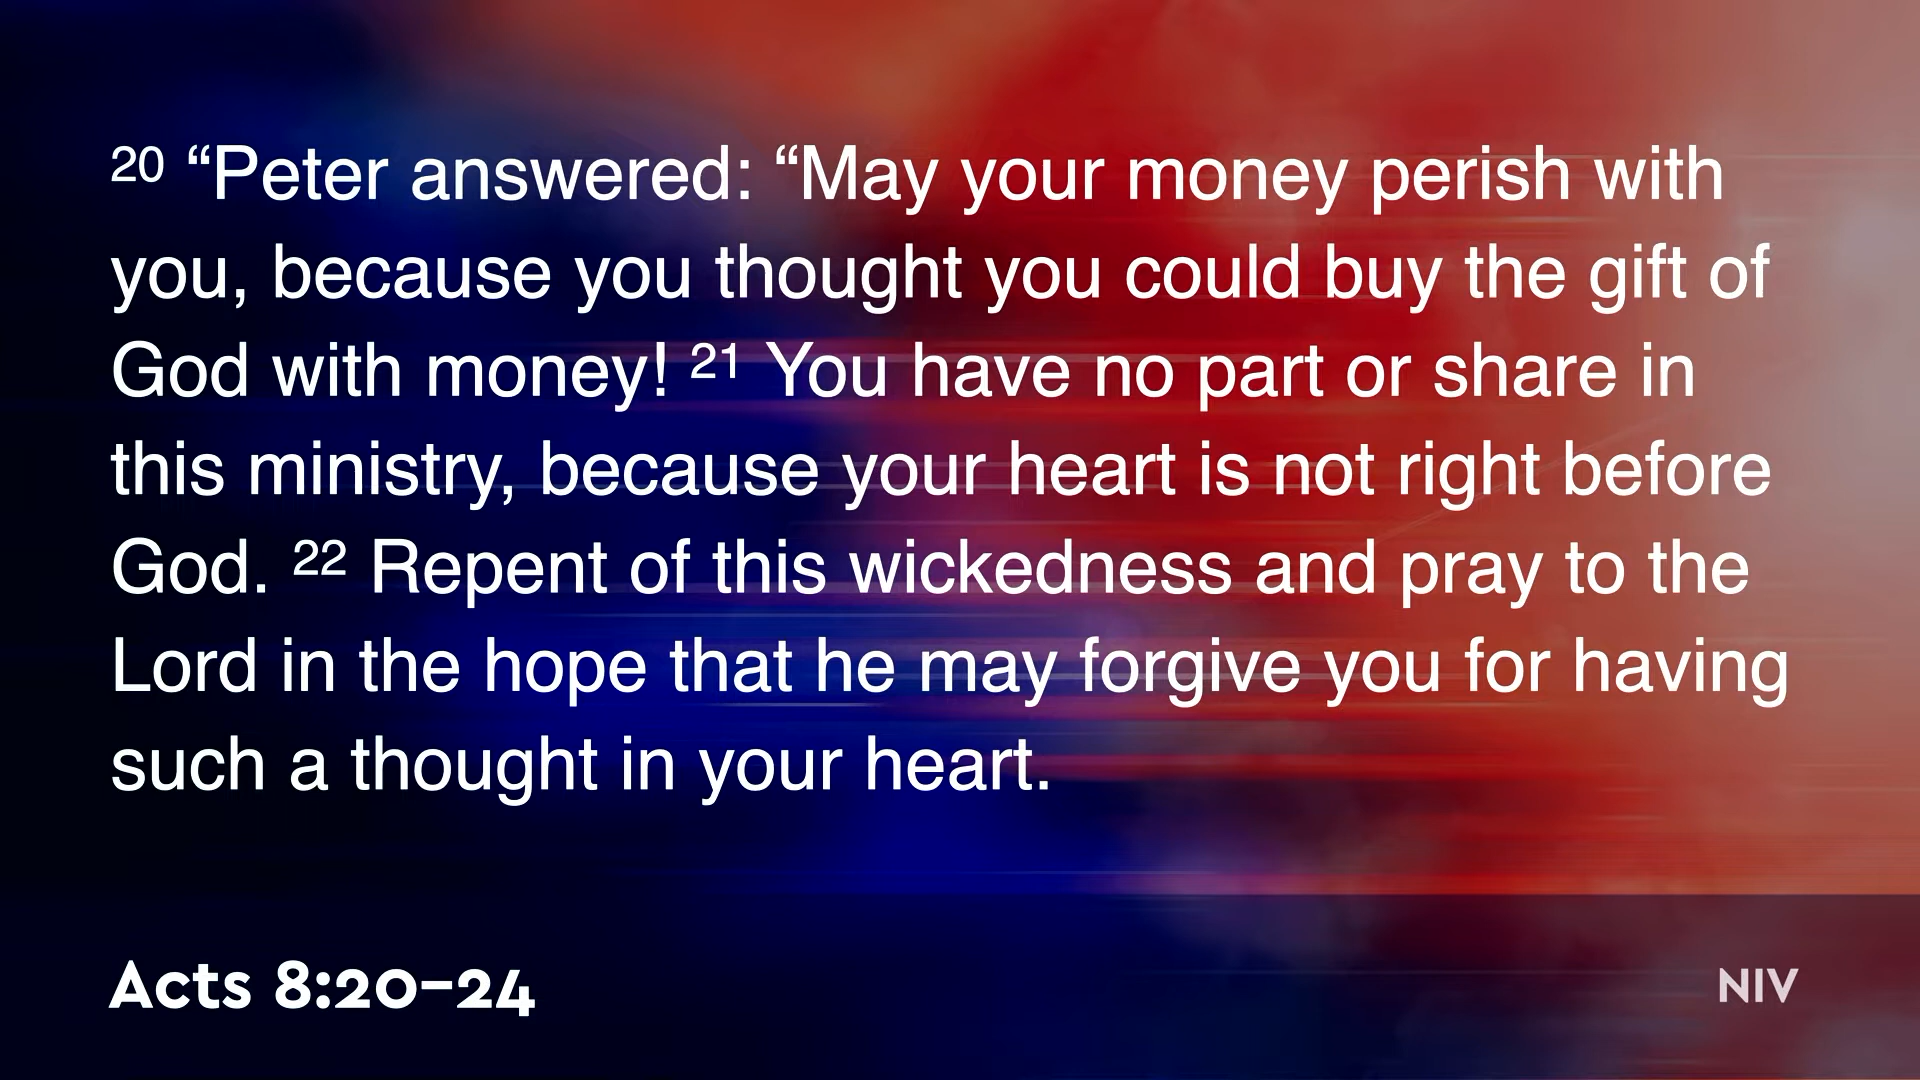 20 “Peter answered: “May your money perish with
you, because you thought you could buy the gift of
God with money! 21 You have no part or share in
this ministry, because your heart is not right before
God. 22 Repent of this wickedness and pray to the
Lord in the hope that he may forgive you for having
such a thought in your heart.
Acts 8:20–24
NIV